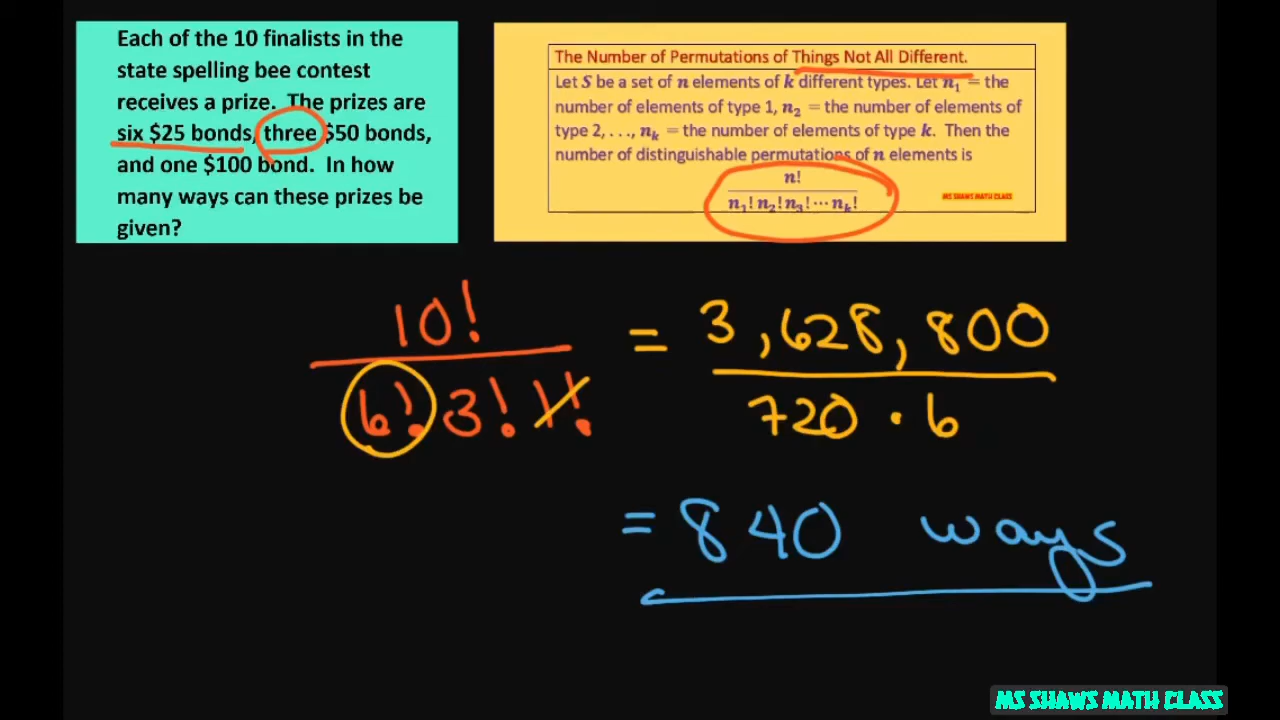 Each of the 10 finalists in the
state spelling bee contest
receives a prize. The prizes are
six $25 bonds, three $50 bonds,
and one $100 bond. In how
many ways can these prizes be
given?
The Number of Permutations of Things Not All Different.
Let S be a set of n elements of k different types. Let n₁ = the
number of elements of type 1, n₂ = the number of elements of
type 2, . . ., nₖ = the number of elements of type k. Then the
number of distinguishable permutations of n elements is
n!
n₁! n₂! n₃! ⋯ nₖ!
MS SHAWS MATH CLASS
10! = 3,628,800
6! 3! 1! 720 · 6
= 840 ways
MS SHAWS MATH CLASS